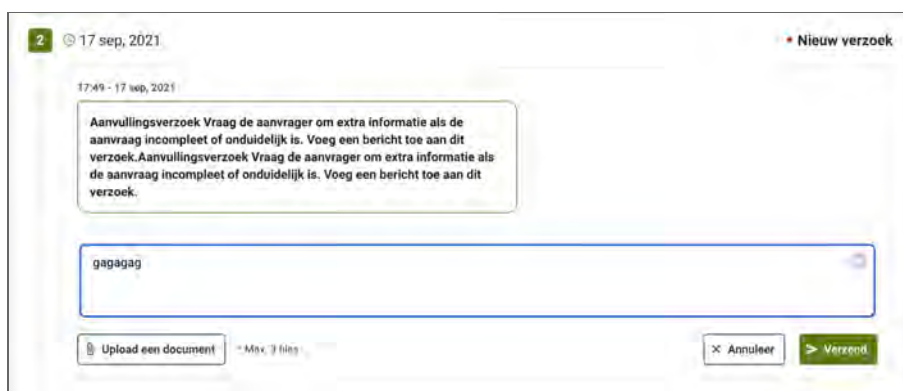 2 17 sep, 2021
• Nieuw verzoek
17:49 - 17 sep, 2021
Aanvullingsverzoek Vraag de aanvrager om extra informatie als de
aanvraag incompleet of onduidelijk is. Voeg een bericht toe aan dit
verzoek.Aanvullingsverzoek Vraag de aanvrager om extra informatie als
de aanvraag incompleet of onduidelijk is. Voeg een bericht toe aan dit
verzoek.
gagagag
Upload een document
* Max. 3 files
Annuleer
Verzend